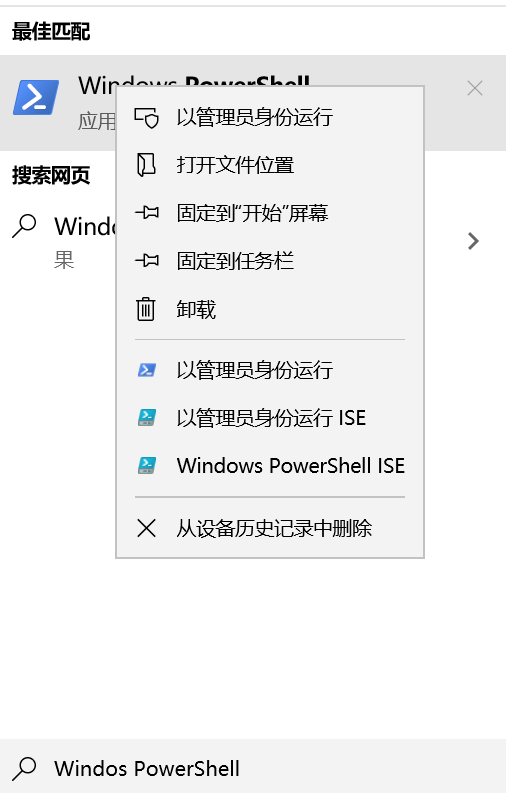 最佳匹配
Windows PowerShell
应用
以管理员身份运行
打开文件位置
搜索网页
固定到“开始”屏幕
果
固定到任务栏
卸载
以管理员身份运行
以管理员身份运行 ISE
Windows PowerShell ISE
从设备历史记录中删除
Windos PowerShell